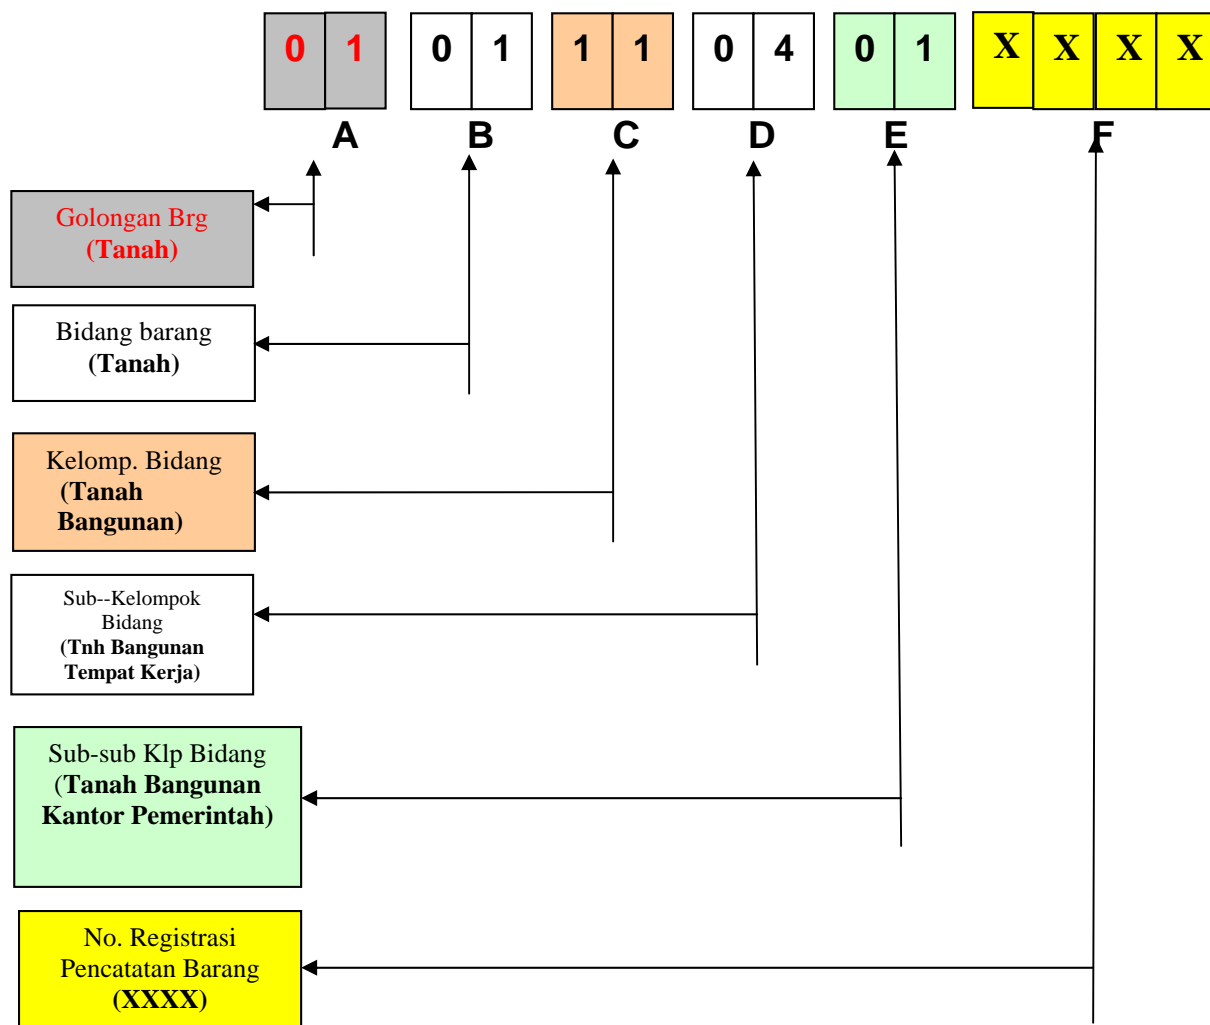 0 1 0 1 1 1 0 4 0 1 X X X X
A B C D E F
Golongan Brg
(Tanah)
Bidang barang
(Tanah)
Kelomp. Bidang
(Tanah
Bangunan)
Sub--Kelompok
Bidang
(Tnh Bangunan
Tempat Kerja)
Sub-sub Klp Bidang
(Tanah Bangunan
Kantor Pemerintah)
No. Registrasi
Pencatatan Barang
(XXXX)